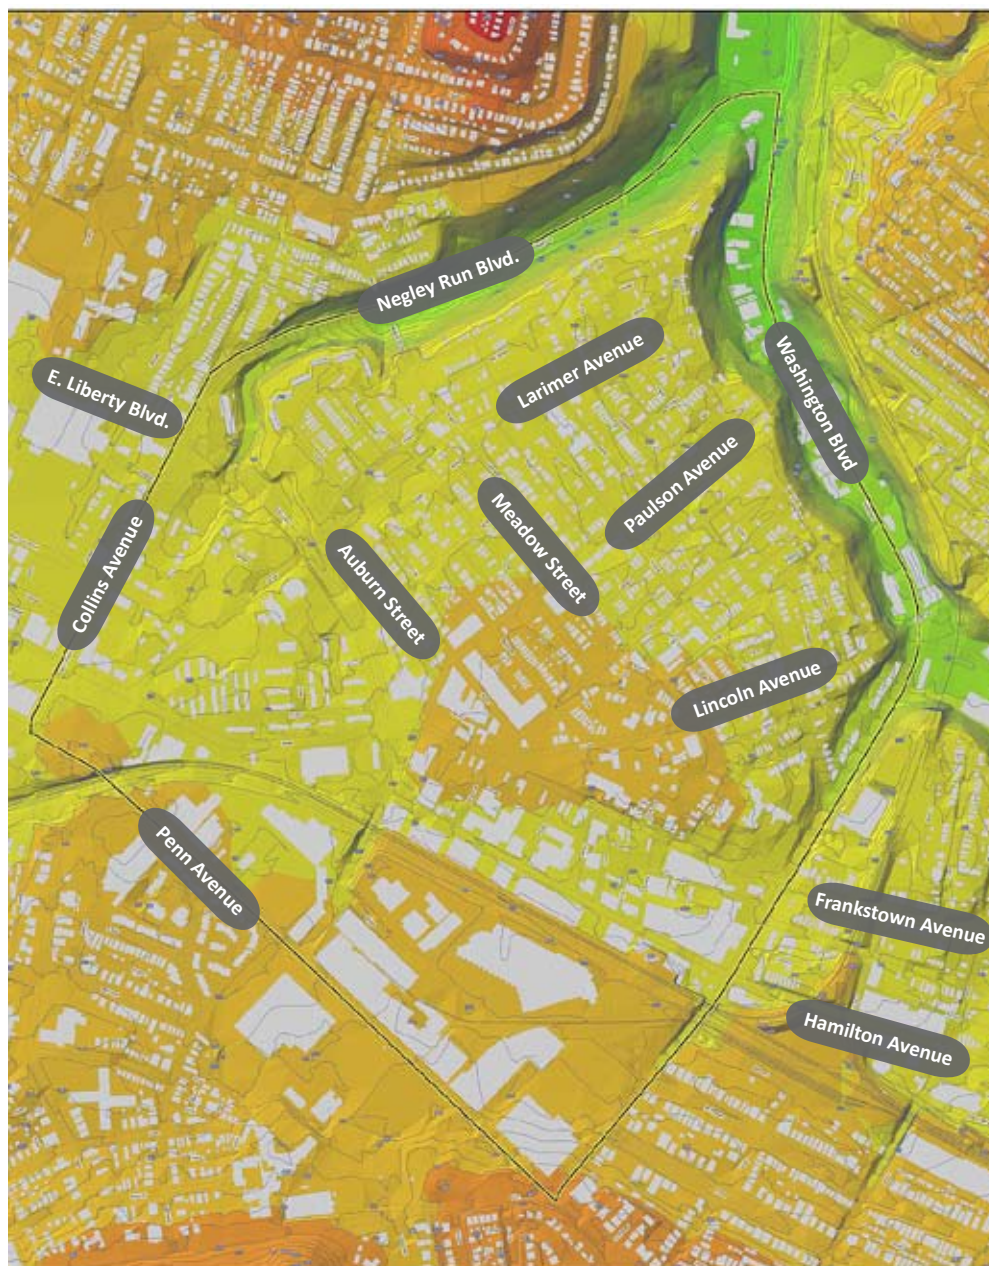 Negley Run Blvd.
Larimer Avenue
Washington Blvd
E. Liberty Blvd.
Paulson Avenue
Meadow Street
Collins Avenue
Auburn Street
Lincoln Avenue
Penn Avenue
Frankstown Avenue
Hamilton Avenue